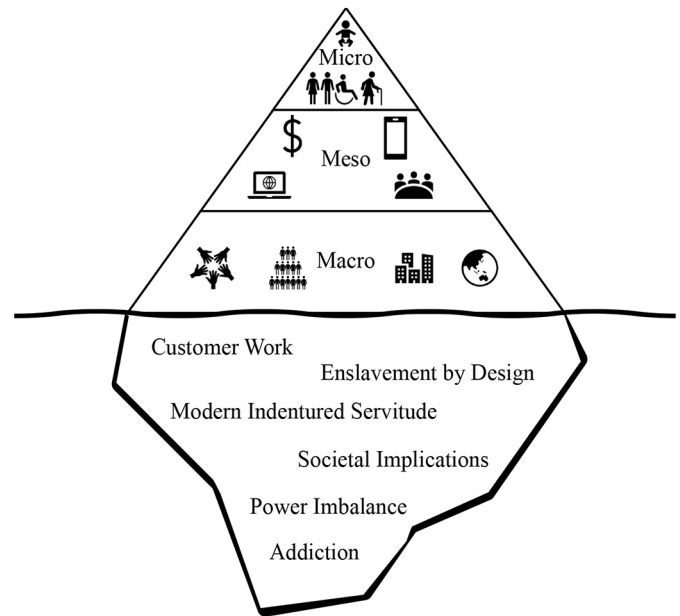 Micro
$
Meso
Macro
Customer Work
Enslavement by Design
Modern Indentured Servitude
Societal Implications
Power Imbalance
Addiction